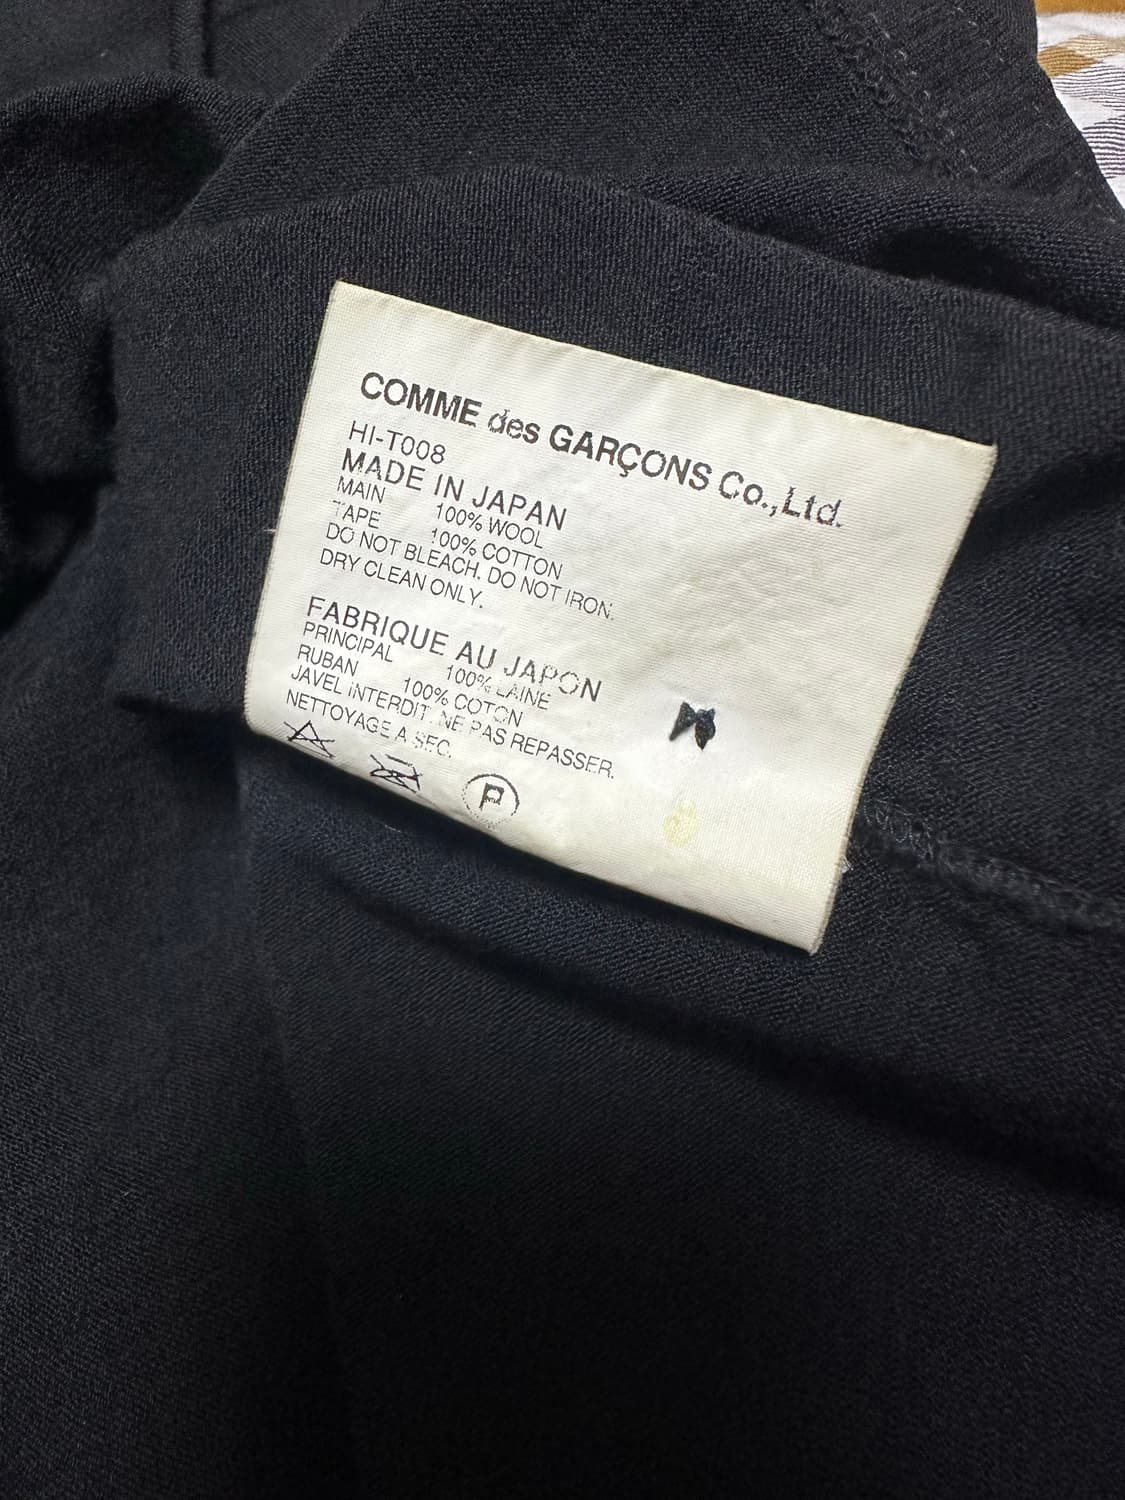 COMME des GARÇONS Co.,Ltd.
HI-T008
MADE IN JAPAN
MAIN 100% WOOL
TAPE 100% COTTON
DO NOT BLEACH. DO NOT IRON.
DRY CLEAN ONLY.
FABRIQUE AU JAPON
PRINCIPAL 100% LAINE
RUBAN 100% COTON
JAVEL INTERDIT. NE PAS REPASSER.
NETTOYAGE A SEC.
P